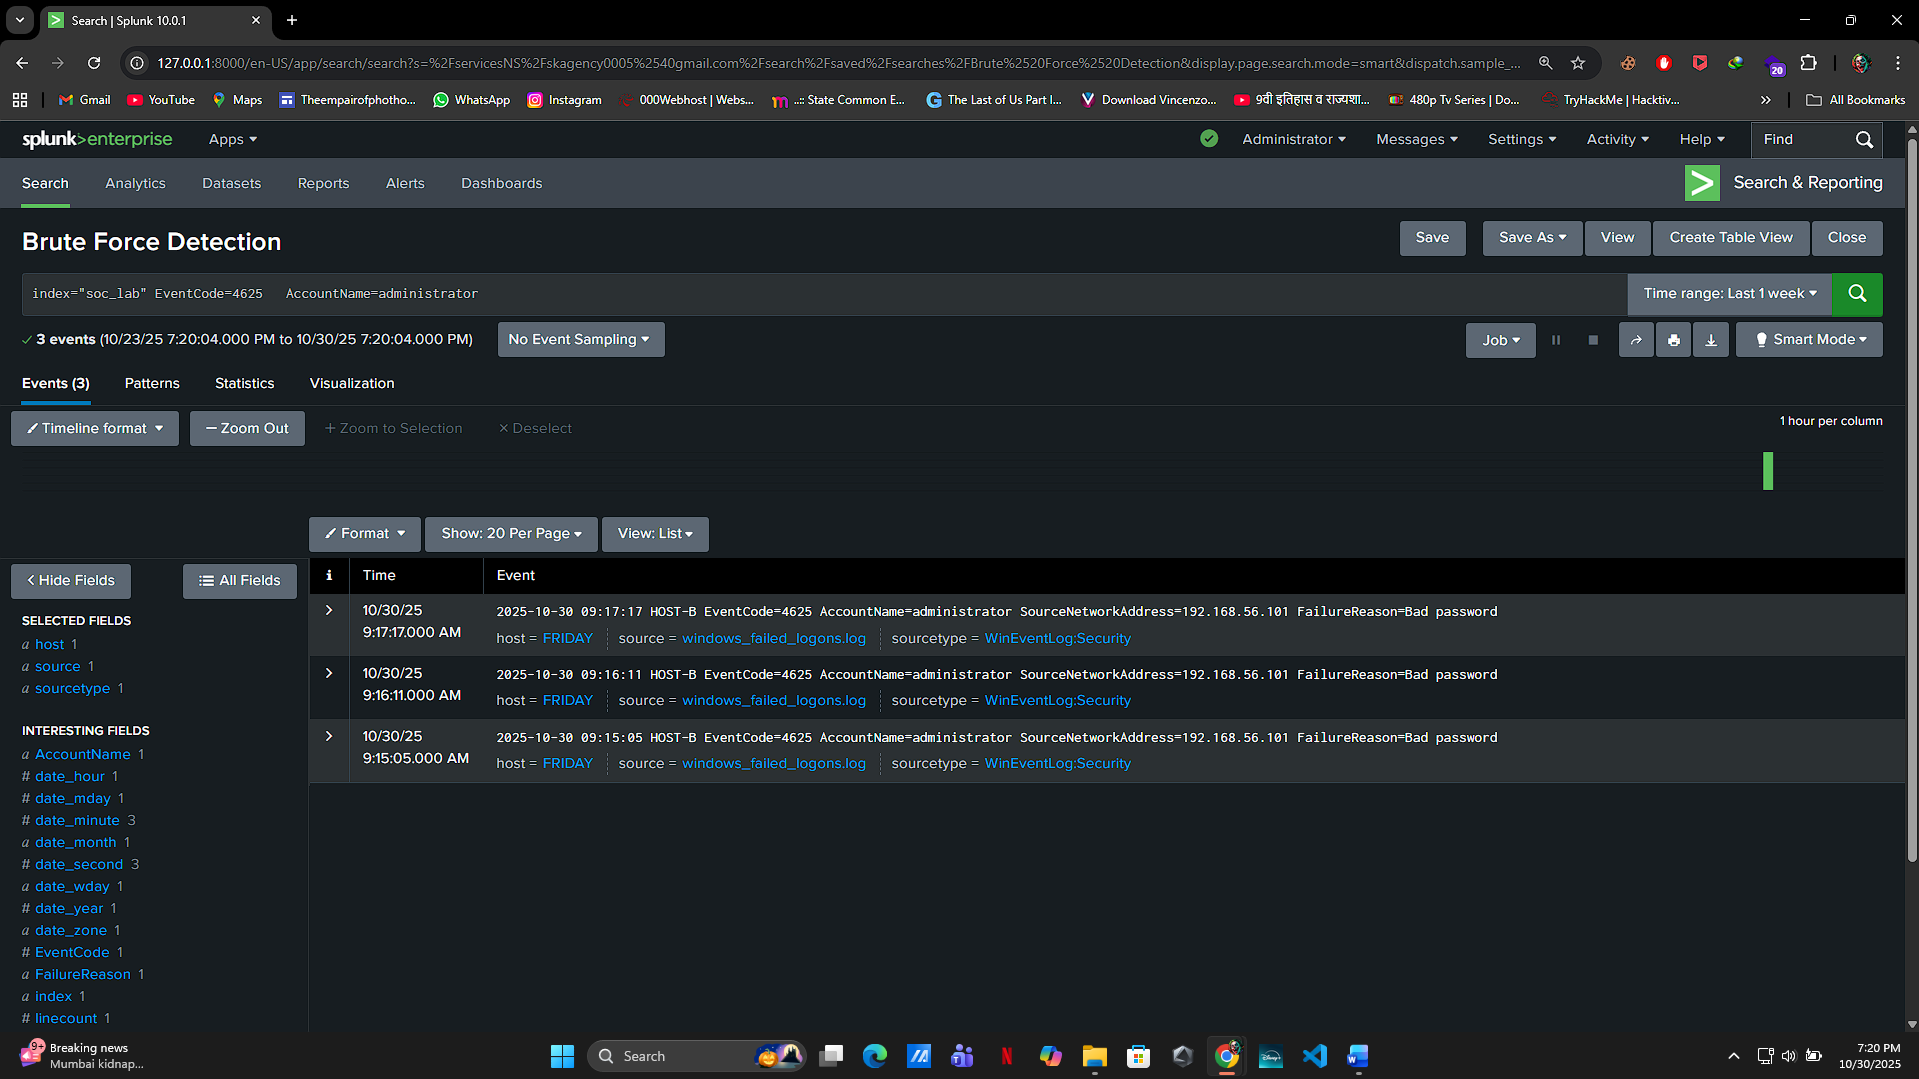 Search | Splunk 10.0.1
127.0.0.1:8000/en-US/app/search/search?s=%2FservicesNS%2Fskagency0005%2540gmail.com%2Fsearch%2Fsaved%2Fsearches%2FBrute%2520Force%2520Detection&display.page.search.mode=smart&dispatch.sample_...
20
Gmail YouTube Maps Theempairofphotho... WhatsApp Instagram 000Webhost | Webs... ..:: State Common E... The Last of Us Part I... Download Vincenzo... 9वी इतिहास व राज्यशा... 480p Tv Series | Do... TryHackMe | Hacktiv... » All Bookmarks
splunk>enterprise Apps Administrator Messages Settings Activity Help Find
Search Analytics Datasets Reports Alerts Dashboards Search & Reporting
Brute Force Detection Save Save As View Create Table View Close
index="soc_lab" EventCode=4625 AccountName=administrator Time range: Last 1 week
3 events (10/23/25 7:20:04.000 PM to 10/30/25 7:20:04.000 PM) No Event Sampling Job Smart Mode
Events (3) Patterns Statistics Visualization
Timeline format — Zoom Out + Zoom to Selection × Deselect 1 hour per column
Format Show: 20 Per Page View: List
< Hide Fields All Fields
SELECTED FIELDS
a host 1
a source 1
a sourcetype 1
INTERESTING FIELDS
a AccountName 1
# date_hour 1
# date_mday 1
# date_minute 3
a date_month 1
# date_second 3
a date_wday 1
# date_year 1
a date_zone 1
# EventCode 1
a FailureReason 1
a index 1
# linecount 1
i Time Event
10/30/25
9:17:17.000 AM
2025-10-30 09:17:17 HOST-B EventCode=4625 AccountName=administrator SourceNetworkAddress=192.168.56.101 FailureReason=Bad password
host = FRIDAY source = windows_failed_logons.log sourcetype = WinEventLog:Security
10/30/25
9:16:11.000 AM
2025-10-30 09:16:11 HOST-B EventCode=4625 AccountName=administrator SourceNetworkAddress=192.168.56.101 FailureReason=Bad password
host = FRIDAY source = windows_failed_logons.log sourcetype = WinEventLog:Security
10/30/25
9:15:05.000 AM
2025-10-30 09:15:05 HOST-B EventCode=4625 AccountName=administrator SourceNetworkAddress=192.168.56.101 FailureReason=Bad password
host = FRIDAY source = windows_failed_logons.log sourcetype = WinEventLog:Security
9+ Breaking news
Mumbai kidnap...
Search
7:20 PM
10/30/2025